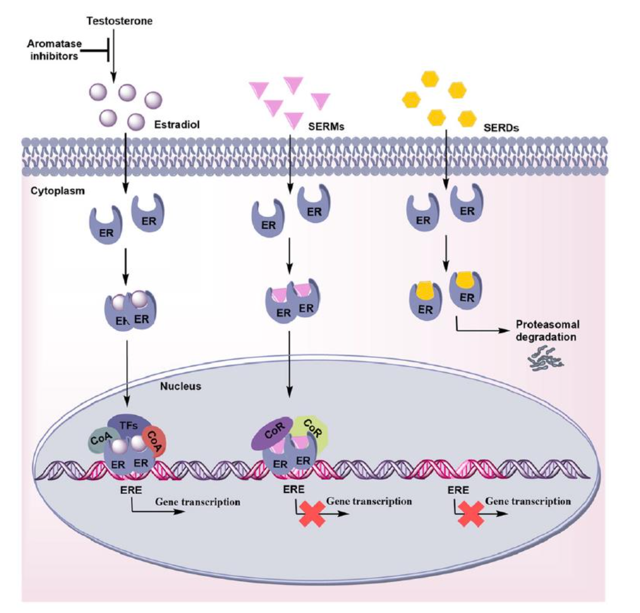 Testosterone
Aromatase
inhibitors
Estradiol
SERMs
SERDs
Cytoplasm
ER
ER
ER
ER
ER
ER
ER
ER
ER
ER
ER
Proteasomal
degradation
Nucleus
TFs
CoA
CoA
CoR
CoR
ER
ER
ER
ER
ERE
ERE
ERE
Gene transcription
Gene transcription
Gene transcription